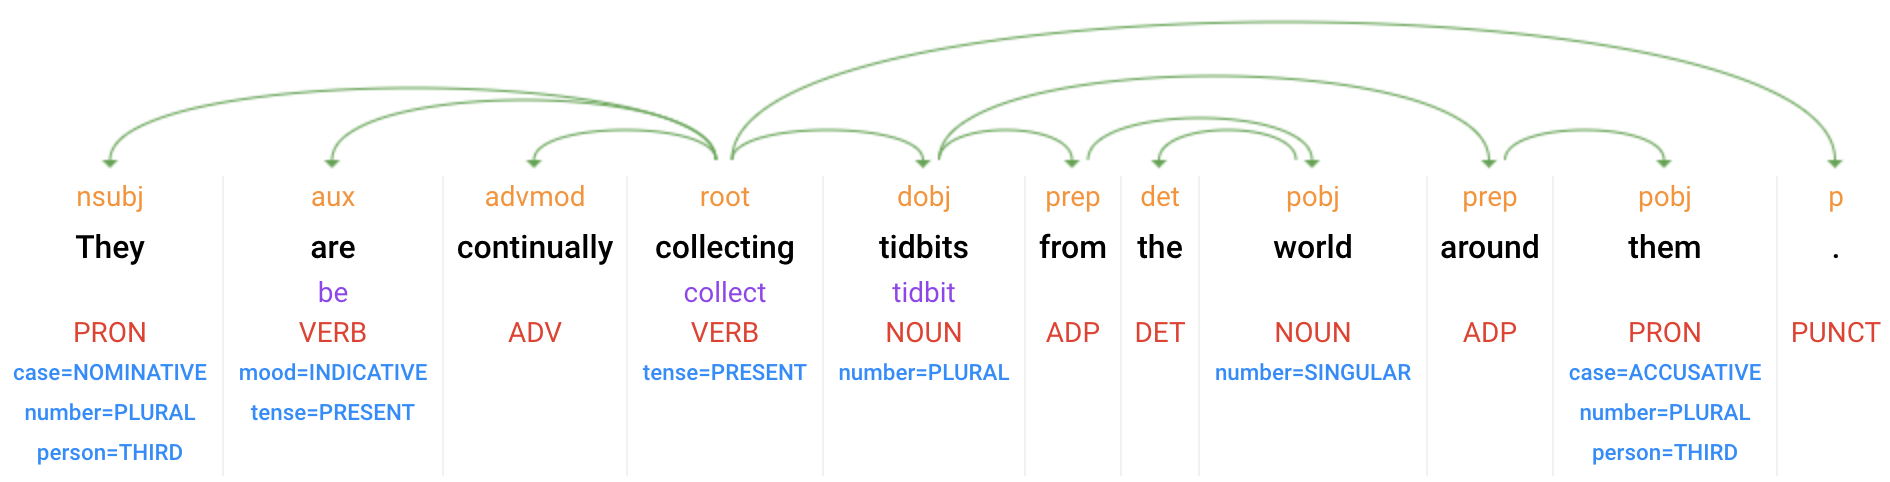 nsubj aux advmod root dobj prep det pobj prep pobj p
They are continually collecting tidbits from the world around them .
be collect tidbit
PRON VERB ADV VERB NOUN ADP DET NOUN ADP PRON PUNCT
case=NOMINATIVE mood=INDICATIVE tense=PRESENT number=PLURAL number=SINGULAR case=ACCUSATIVE
number=PLURAL tense=PRESENT number=PLURAL
person=THIRD person=THIRD